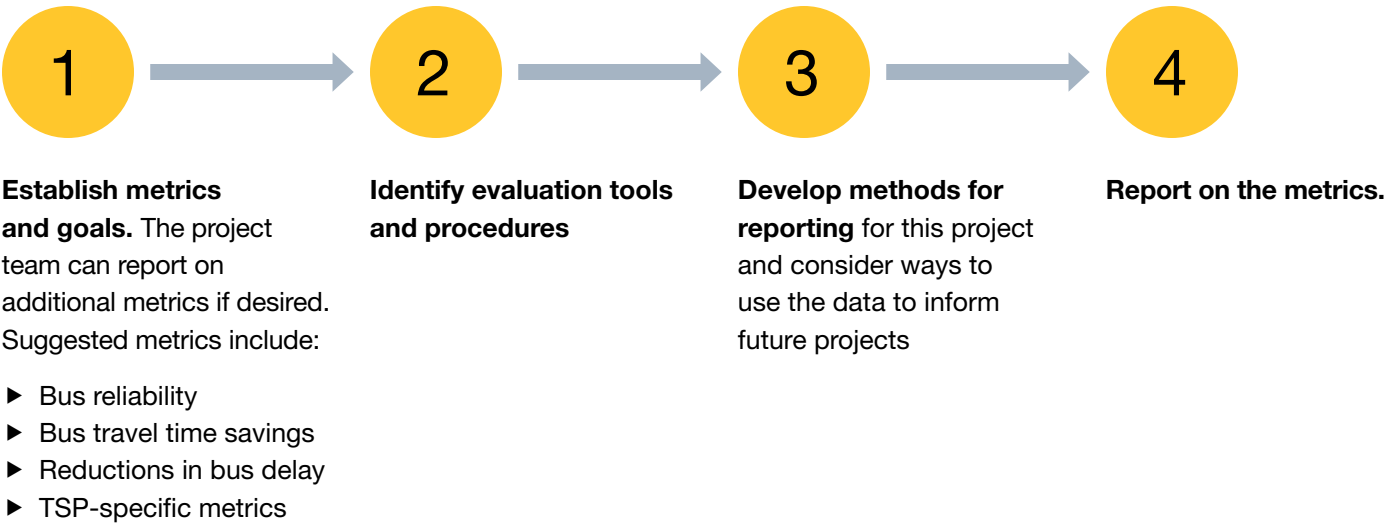 1
2
3
4
Establish metrics
and goals. The project
team can report on
additional metrics if desired.
Suggested metrics include:
▶ Bus reliability
▶ Bus travel time savings
▶ Reductions in bus delay
▶ TSP-specific metrics
Identify evaluation tools
and procedures
Develop methods for
reporting for this project
and consider ways to
use the data to inform
future projects
Report on the metrics.